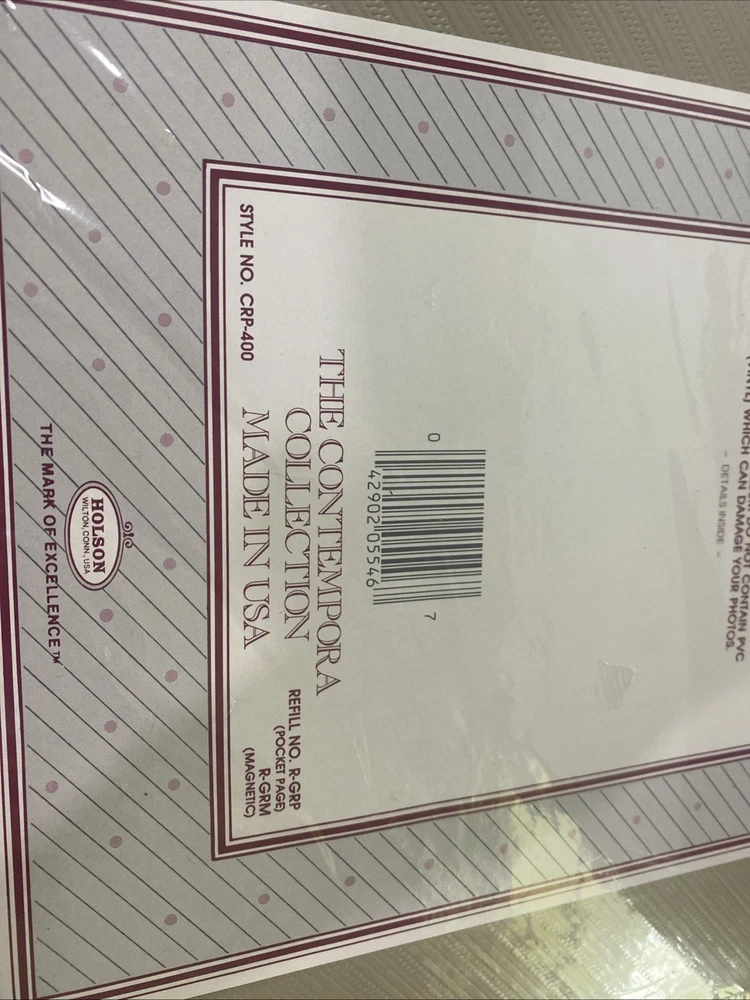 WHICH CAN DAMAGE YOUR PHOTOS.
– DETAILS INSIDE –
0 42902 05546 7
THE CONTEMPORA
COLLECTION
MADE IN USA
STYLE NO. CRP-400
REFILL NO. R-GRP
(POCKET PAGE)
R-GRM
(MAGNETIC)
HOLSON
WILTON, CONN., USA
THE MARK OF EXCELLENCE™